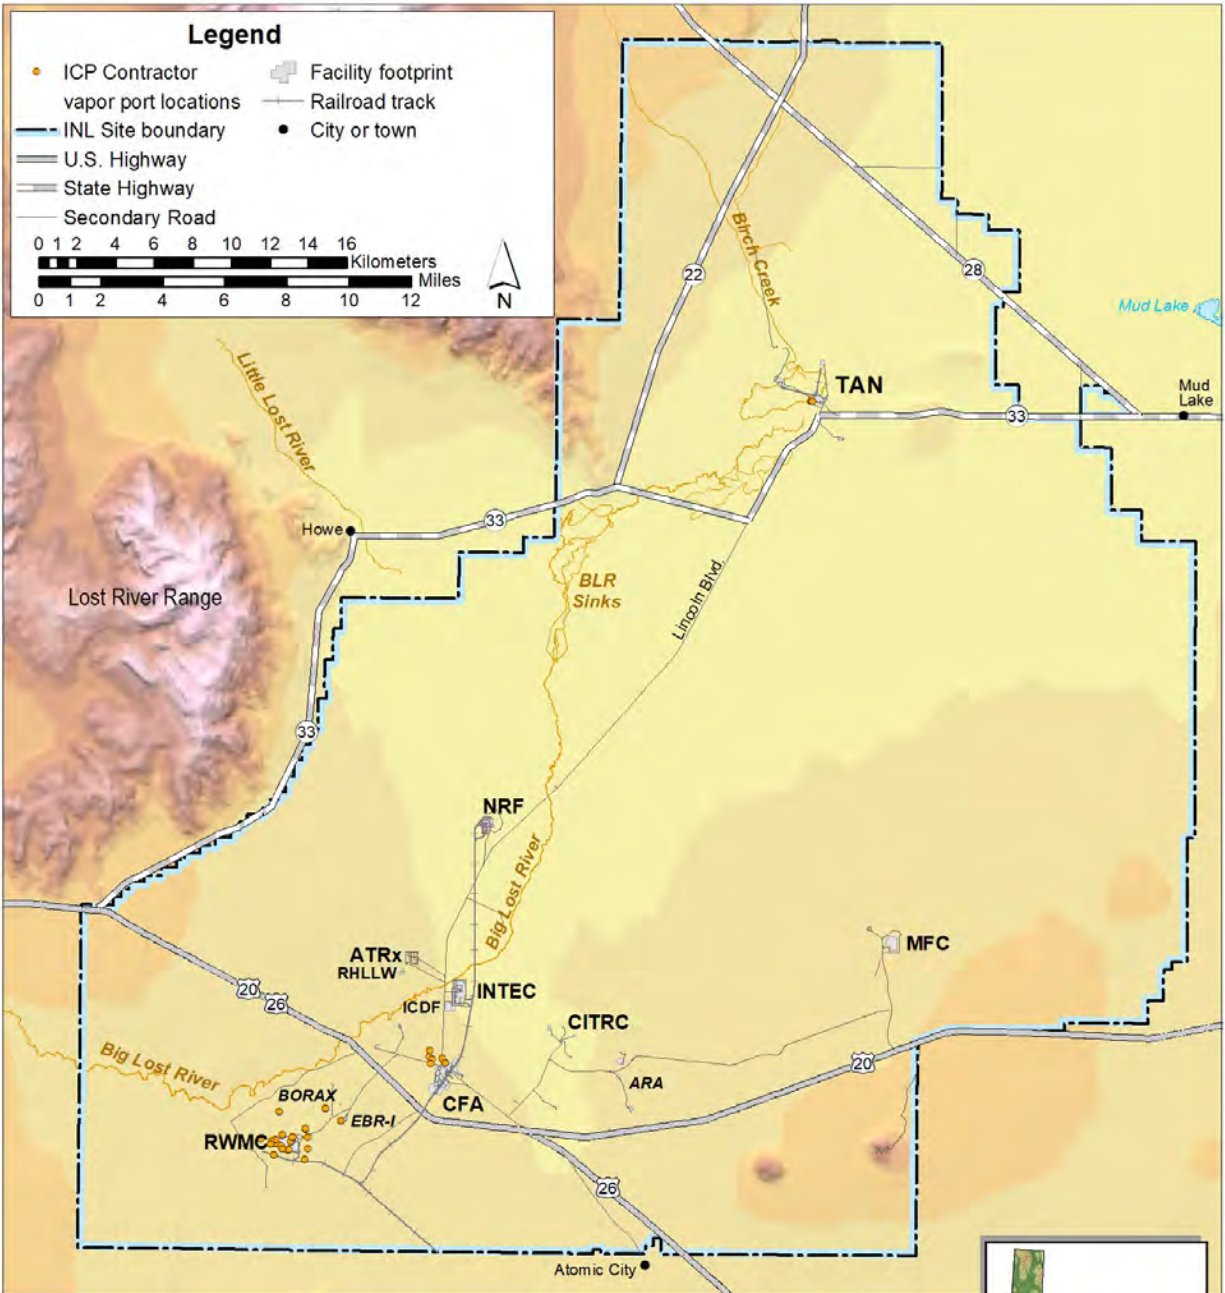 Legend
ICP Contractor
vapor port locations
INL Site boundary
U.S. Highway
State Highway
Secondary Road
Facility footprint
Railroad track
City or town
0 1 2 4 6 8 10 12 14 16
Kilometers
Miles
0 1 2 4 6 8 10 12
N
22
28
Birch Creek
Mud Lake
Little Lost River
TAN
Mud
Lake
33
33
Howe
BLR
Sinks
Lost River Range
Lincoln Blvd.
33
NRF
Big Lost River
ATRx
RHLLW
MFC
20
26
ICDF
INTEC
CITRC
Big Lost River
20
ARA
BORAX
CFA
EBR-I
RWMC
26
Atomic City